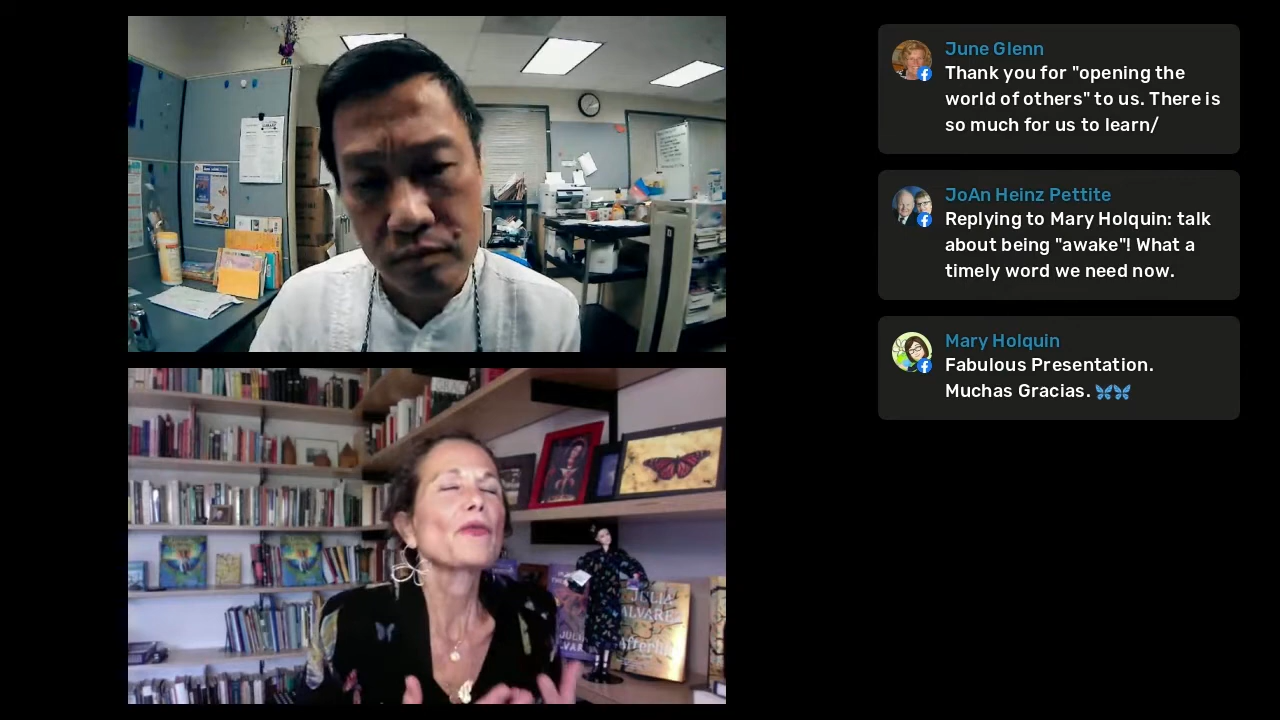 June Glenn
Thank you for "opening the
world of others" to us. There is
so much for us to learn/
JoAn Heinz Pettite
Replying to Mary Holquin: talk
about being "awake"! What a
timely word we need now.
Mary Holquin
Fabulous Presentation.
Muchas Gracias. 🦋🦋
JULIA
ALVAREZ
Afterlife